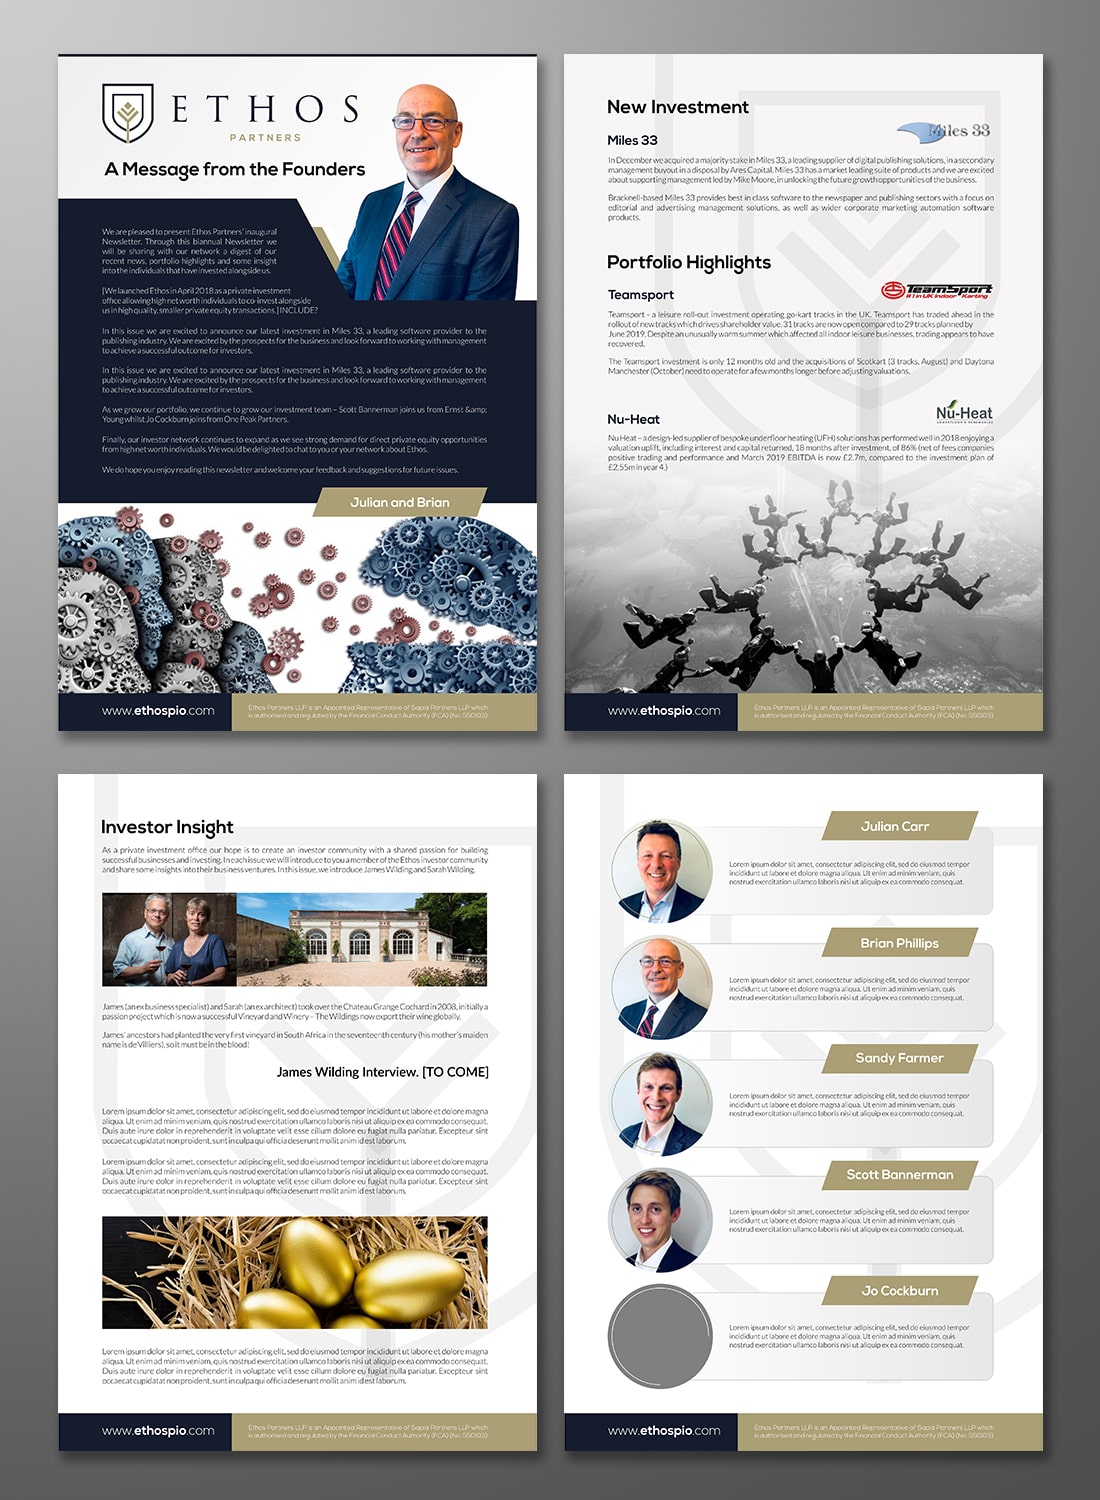 ETHOS
PARTNERS
A Message from the Founders
We are pleased to present Ethos Partners' inaugural
Newsletter. Through this biannual Newsletter we
will be sharing with our network a digest of our
recent news, portfolio highlights and some insight
into the individuals that have invested alongside us.
[We launched Ethos in April 2018 as a private investment
office allowing high net worth individuals to co-invest alongside
us in high quality, smaller private equity transactions.] INCLUDE?
In this issue we are excited to announce our latest investment in Miles 33, a leading software provider to the
publishing industry. We are excited by the prospects for the business and look forward to working with management
to achieve a successful outcome for investors.
In this issue we are excited to announce our latest investment in Miles 33, a leading software provider to the
publishing industry. We are excited by the prospects for the business and look forward to working with management
to achieve a successful outcome for investors.
As we grow our portfolio, we continue to grow our investment team – Scott Bannerman joins us from Ernst &amp;
Young whilst Jo Cockburn joins from One Peak Partners.
Finally, our investor network continues to expand as we see strong demand for direct private equity opportunities
from high net worth individuals. We would be delighted to chat to you or your network about Ethos.
We do hope you enjoy reading this newsletter and welcome your feedback and suggestions for future issues.
Julian and Brian
www.ethospio.com
Ethos Partners LLP is an Appointed Representative of Sapia Partners LLP which
is authorised and regulated by the Financial Conduct Authority (FCA) (No.
New Investment
Miles 33
Miles 33
In December we acquired a majority stake in Miles 33, a leading supplier of digital publishing solutions, in a secondary
management buyout in a disposal by Ares Capital. Miles 33 has a market leading suite of products and we are excited
about supporting management led by Mike Moore, in unlocking the future growth opportunities of the business.
Bracknell-based Miles 33 provides best in class software to the newspaper and publishing sectors with a focus on
editorial and advertising management solutions, as well as wider corporate marketing automation software
products.
Portfolio Highlights
Teamsport
TeamSport
#1 in UK Indoor Karting
Teamsport - a leisure roll-out investment operating go-kart tracks in the UK. Teamsport has traded ahead in the
rollout of new tracks which drives shareholder value. 31 tracks are now open compared to 29 tracks planned by
June 2019. Despite an unusually warm summer which affected all indoor leisure businesses, trading appears to have
recovered.
The Teamsport investment is only 12 months old and the acquisitions of Scotkart (3 tracks, August) and Daytona
Manchester (October) need to operate for a few months longer before adjusting valuations.
Nu-Heat
Nu-Heat
UNDERFLOOR & RENEWABLES
Nu Heat – a design-led supplier of bespoke underfloor heating (UFH) solutions has performed well in 2018 enjoying a
valuation uplift, including interest and capital returned, 18 months after investment, of 86% (net of fees companies
positive trading and performance and March 2019 EBITDA is now £2.7m, compared to the investment plan of
£2.55m in year 4.)
www.ethospio.com
Ethos Partners LLP is an Appointed Representative of Sapia Partners LLP which
is authorised and regulated by the Financial Conduct Authority (FCA) (No.
Investor Insight
As a private investment office our hope is to create an investor community with a shared passion for building
successful businesses and investing. In each issue we will introduce to you a member of the Ethos investor community
and share some insights into their business ventures. In this issue, we introduce James Wilding and Sarah Wilding.
James (an ex business specialist) and Sarah (an ex architect) took over the Chateau Grange Cochard in 2008, initially a
passion project which is now a successful Vineyard and Winery – The Wildings now export their wine globally.
James' ancestors had planted the very first vineyard in South Africa in the seventeenth century (his mother's maiden
name is de Villiers), so it must be in the blood!
James Wilding Interview. [TO COME]
Lorem ipsum dolor sit amet, consectetur adipiscing elit, sed do eiusmod tempor incididunt ut labore et dolore magna
aliqua. Ut enim ad minim veniam, quis nostrud exercitation ullamco laboris nisi ut aliquip ex ea commodo consequat.
Duis aute irure dolor in reprehenderit in voluptate velit esse cillum dolore eu fugiat nulla pariatur. Excepteur sint
occaecat cupidatat non proident, sunt in culpa qui officia deserunt mollit anim id est laborum.
Lorem ipsum dolor sit amet, consectetur adipiscing elit, sed do eiusmod tempor incididunt ut labore et dolore magna
aliqua. Ut enim ad minim veniam, quis nostrud exercitation ullamco laboris nisi ut aliquip ex ea commodo consequat.
Duis aute irure dolor in reprehenderit in voluptate velit esse cillum dolore eu fugiat nulla pariatur. Excepteur sint
occaecat cupidatat non proident, sunt in culpa qui officia deserunt mollit anim id est laborum.
Lorem ipsum dolor sit amet, consectetur adipiscing elit, sed do eiusmod tempor incididunt ut labore et dolore magna
aliqua. Ut enim ad minim veniam, quis nostrud exercitation ullamco laboris nisi ut aliquip ex ea commodo consequat.
Duis aute irure dolor in reprehenderit in voluptate velit esse cillum dolore eu fugiat nulla pariatur. Excepteur sint
occaecat cupidatat non proident, sunt in culpa qui officia deserunt mollit anim id est laborum.
www.ethospio.com
Ethos Partners LLP is an Appointed Representative of Sapia Partners LLP which
is authorised and regulated by the Financial Conduct Authority (FCA) (No.
Julian Carr
Lorem ipsum dolor sit amet, consectetur adipiscing elit, sed do eiusmod tempor
incididunt ut labore et dolore magna aliqua. Ut enim ad minim veniam, quis
nostrud exercitation ullamco laboris nisi ut aliquip ex ea commodo consequat.
Brian Phillips
Lorem ipsum dolor sit amet, consectetur adipiscing elit, sed do eiusmod tempor
incididunt ut labore et dolore magna aliqua. Ut enim ad minim veniam, quis
nostrud exercitation ullamco laboris nisi ut aliquip ex ea commodo consequat.
Sandy Farmer
Lorem ipsum dolor sit amet, consectetur adipiscing elit, sed do eiusmod tempor
incididunt ut labore et dolore magna aliqua. Ut enim ad minim veniam, quis
nostrud exercitation ullamco laboris nisi ut aliquip ex ea commodo consequat.
Scott Bannerman
Lorem ipsum dolor sit amet, consectetur adipiscing elit, sed do eiusmod tempor
incididunt ut labore et dolore magna aliqua. Ut enim ad minim veniam, quis
nostrud exercitation ullamco laboris nisi ut aliquip ex ea commodo consequat.
Jo Cockburn
Lorem ipsum dolor sit amet, consectetur adipiscing elit, sed do eiusmod tempor
incididunt ut labore et dolore magna aliqua. Ut enim ad minim veniam, quis
nostrud exercitation ullamco laboris nisi ut aliquip ex ea commodo consequat.
www.ethospio.com
Ethos Partners LLP is an Appointed Representative of Sapia Partners LLP which
is authorised and regulated by the Financial Conduct Authority (FCA) (No.